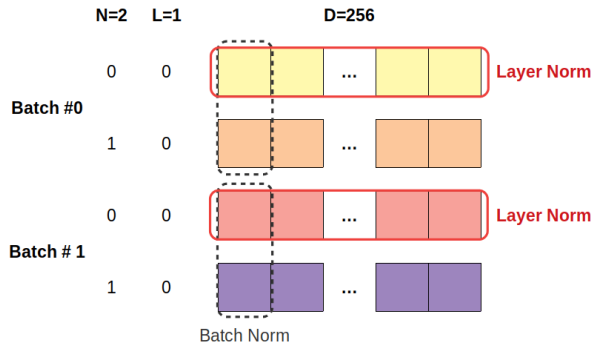 N=2 L=1 D=256
0 0 ... Layer Norm
Batch #0
1 0 ...
0 0 ... Layer Norm
Batch # 1
1 0 ...
Batch Norm